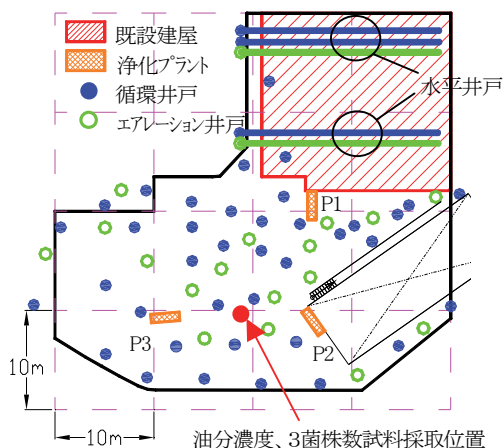 既設建屋
浄化プラント
循環井戸
エアレーション井戸
水平井戸
P1
P3
P2
10m
10m
油分濃度、3菌株数試料採取位置